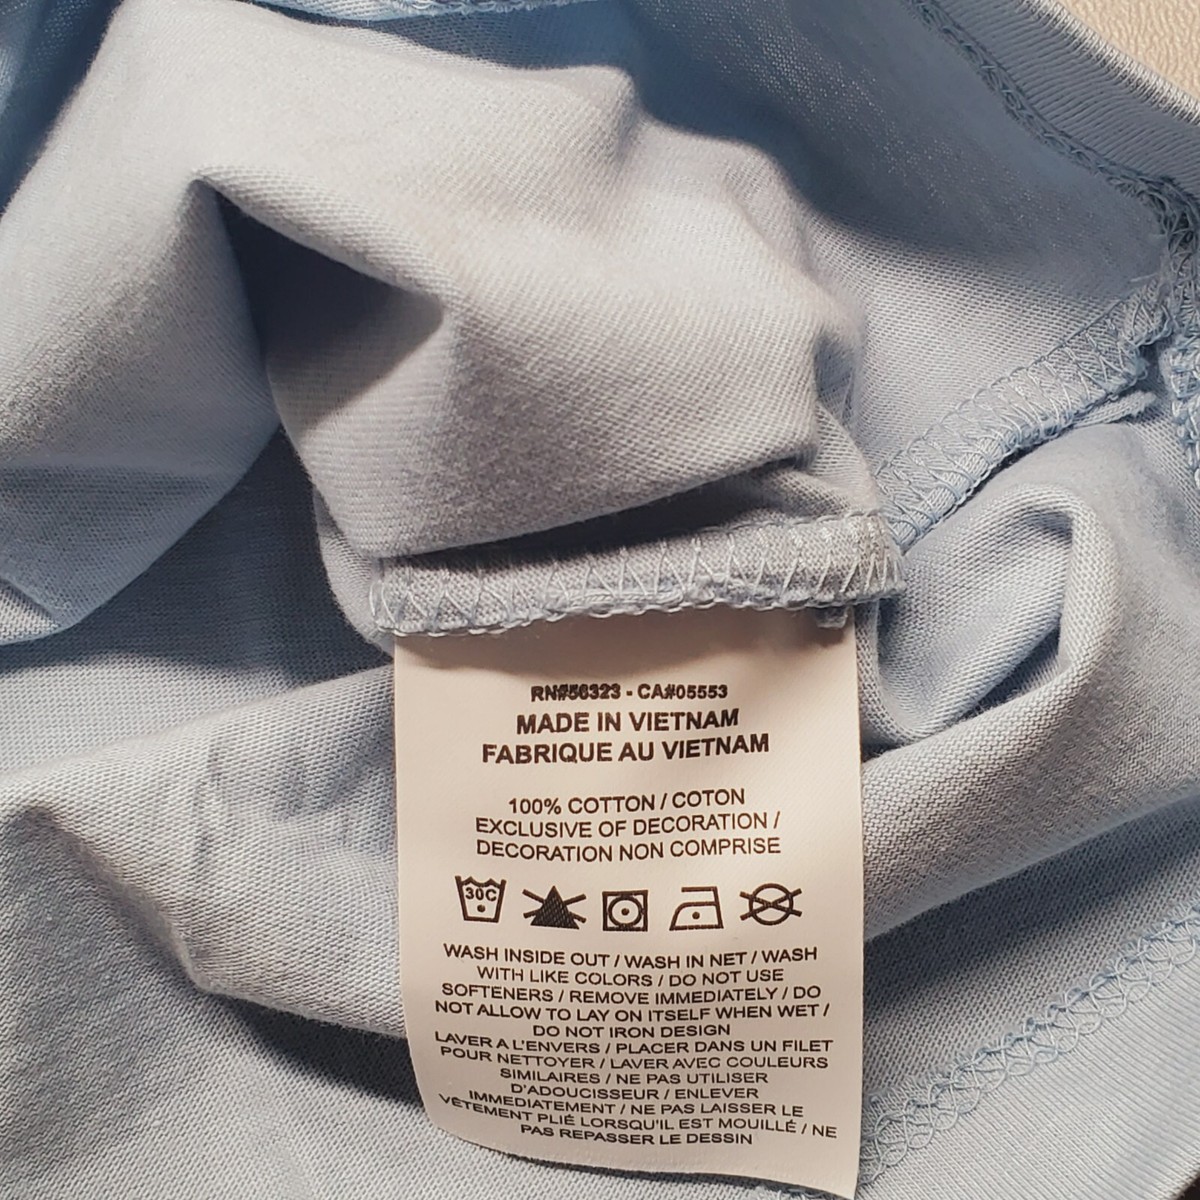 RN#56323 - CA#05553
MADE IN VIETNAM
FABRIQUE AU VIETNAM
100% COTTON / COTON
EXCLUSIVE OF DECORATION /
DECORATION NON COMPRISE
30C
WASH INSIDE OUT / WASH IN NET / WASH
WITH LIKE COLORS / DO NOT USE
SOFTENERS / REMOVE IMMEDIATELY / DO
NOT ALLOW TO LAY ON ITSELF WHEN WET /
DO NOT IRON DESIGN
LAVER A L'ENVERS / PLACER DANS UN FILET
POUR NETTOYER / LAVER AVEC COULEURS
SIMILAIRES / NE PAS UTILISER
D'ADOUCISSEUR / ENLEVER
IMMEDIATEMENT / NE PAS LAISSER LE
VÊTEMENT PLIÉ LORSQU'IL EST MOUILLÉ / NE
PAS REPASSER LE DESSIN